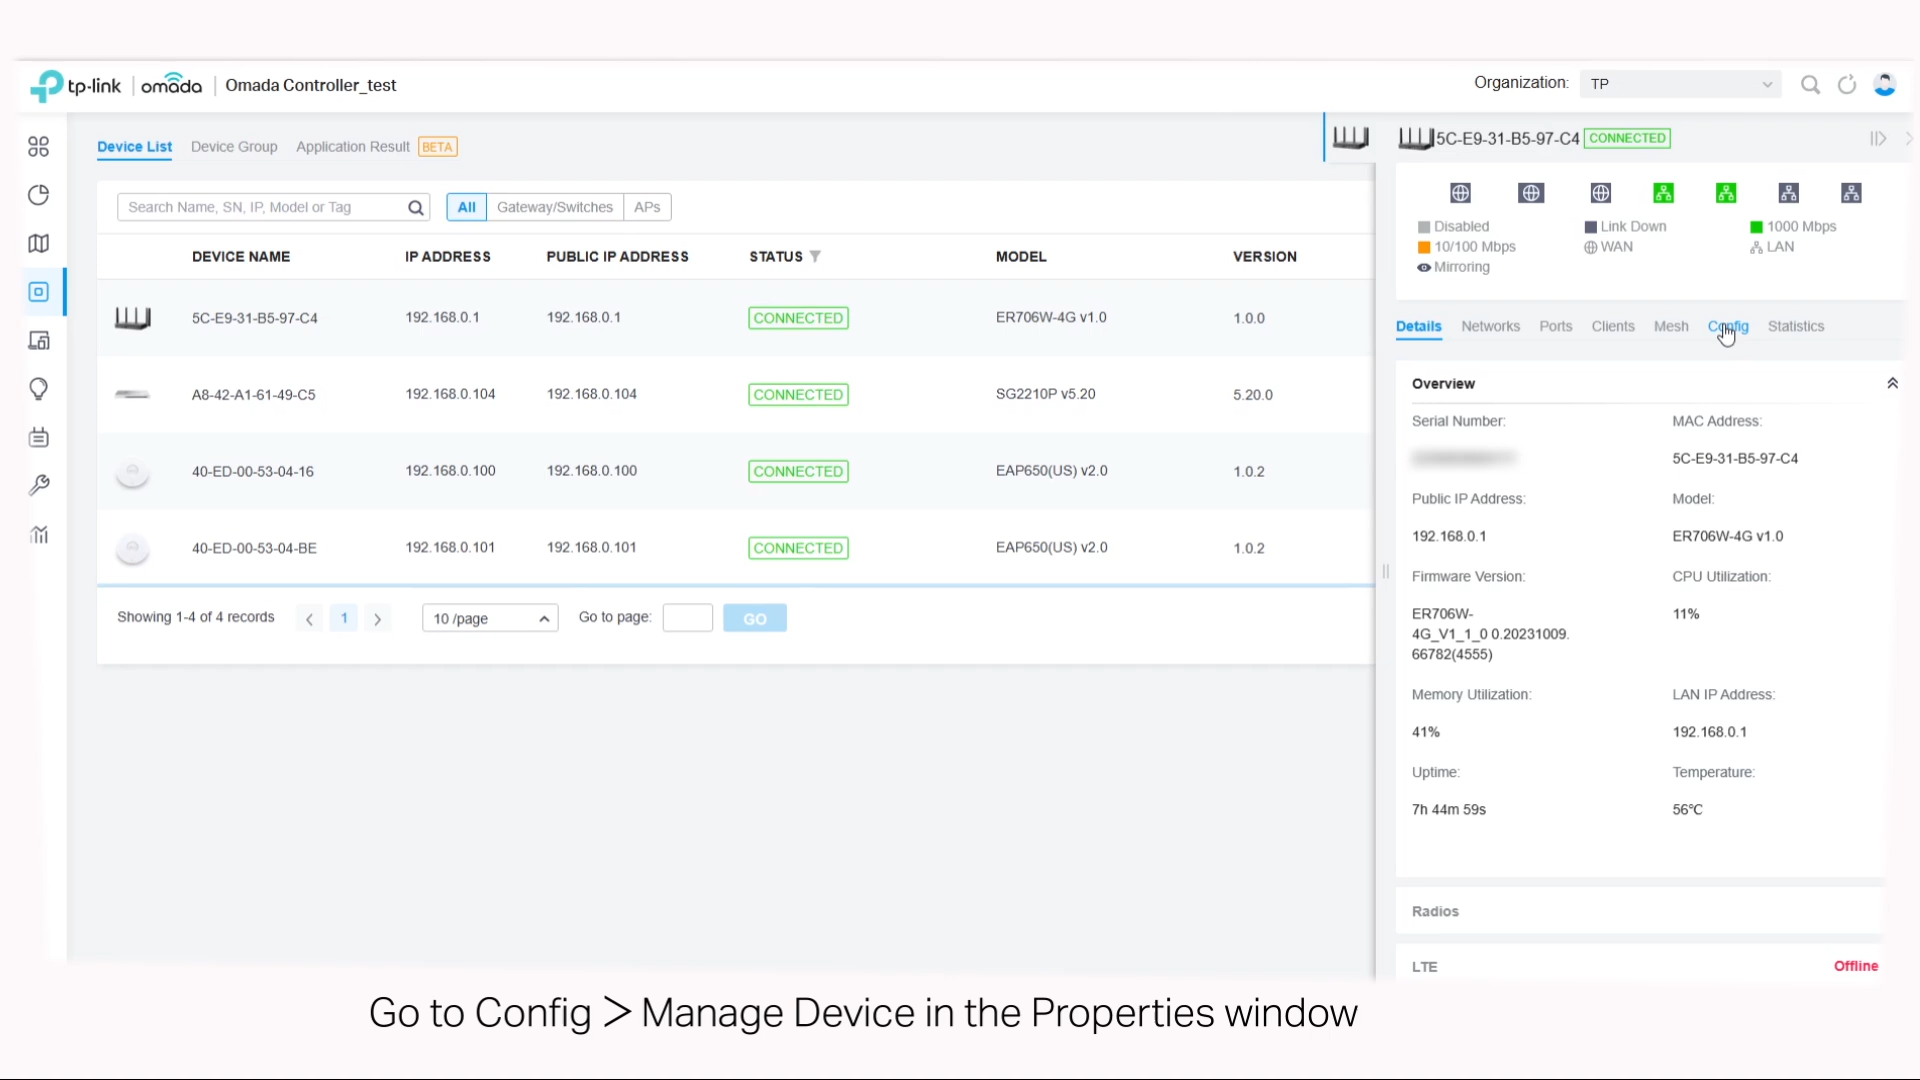 tp-link | omada | Omada Controller_test
Organization: TP
Device List Device Group Application Result BETA
Search Name, SN, IP, Model or Tag All Gateway/Switches APs
DEVICE NAME IP ADDRESS PUBLIC IP ADDRESS STATUS MODEL VERSION
5C-E9-31-B5-97-C4 192.168.0.1 192.168.0.1 CONNECTED ER706W-4G v1.0 1.0.0
A8-42-A1-61-49-C5 192.168.0.104 192.168.0.104 CONNECTED SG2210P v5.20 5.20.0
40-ED-00-53-04-16 192.168.0.100 192.168.0.100 CONNECTED EAP650(US) v2.0 1.0.2
40-ED-00-53-04-BE 192.168.0.101 192.168.0.101 CONNECTED EAP650(US) v2.0 1.0.2
Showing 1-4 of 4 records < 1 > 10 /page Go to page: GO
5C-E9-31-B5-97-C4 CONNECTED
Disabled Link Down 1000 Mbps
10/100 Mbps WAN LAN
Mirroring
Details Networks Ports Clients Mesh Config Statistics
Overview
Serial Number: MAC Address:
5C-E9-31-B5-97-C4
Public IP Address: Model:
192.168.0.1 ER706W-4G v1.0
Firmware Version: CPU Utilization:
ER706W- 11%
4G_V1_1_0 0.20231009.
66782(4555)
Memory Utilization: LAN IP Address:
41% 192.168.0.1
Uptime: Temperature:
7h 44m 59s 56℃
Radios
LTE Offline
Go to Config > Manage Device in the Properties window